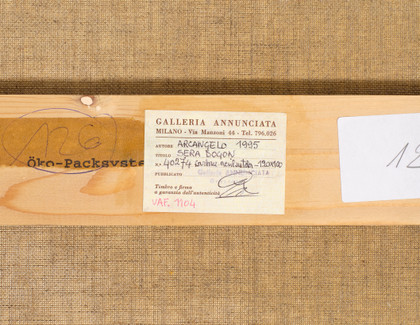 126
Öko-Packsyste
GALLERIA ANNUNCIATA
MILANO - Via Manzoni 44 - Tel. 796.026
AUTORE ARCANGELO 1995
TITOLO SERA DOGON
N.° 40274
PUBBLICATO
Timbro e firma
a garanzia dell'autenticità
VAF. 1104